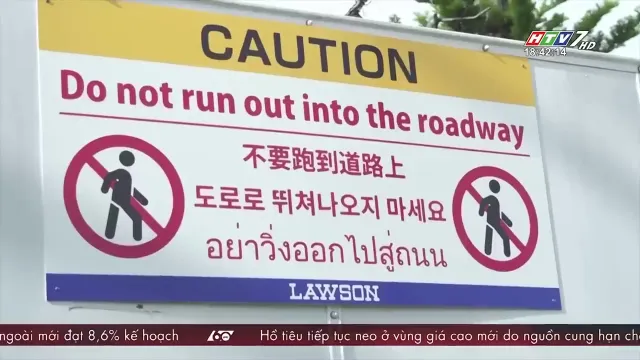 HTV7 HD
18:42:14
CAUTION
Do not run out into the roadway
不要跑到道路上
도로로 뛰쳐나오지 마세요
อย่าวิ่งออกไปสู่ถนน
LAWSON
ngoài mới đạt 8,6% kế hoạch
60
Hồ tiêu tiếp tục neo ở vùng giá cao mới do nguồn cung hạn